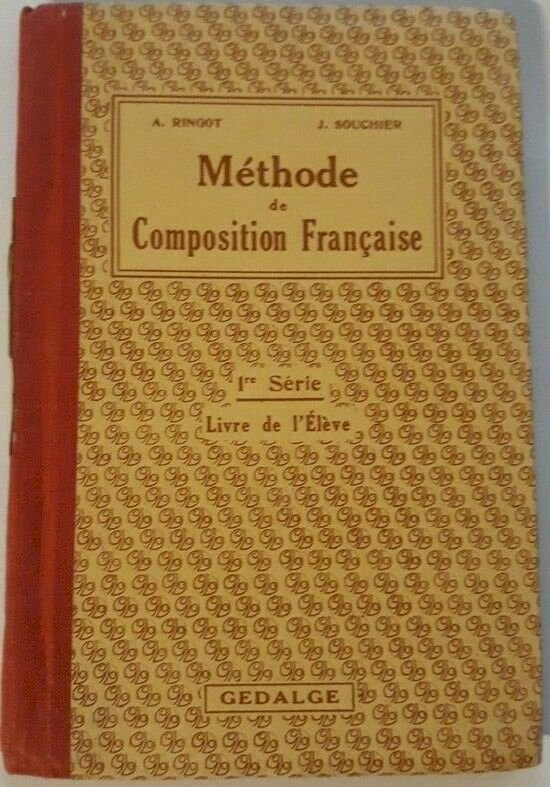 A. RINGOT J. SOUCHIER
Méthode
de
Composition Française
1re Série
Livre de l'Élève
GEDALGE